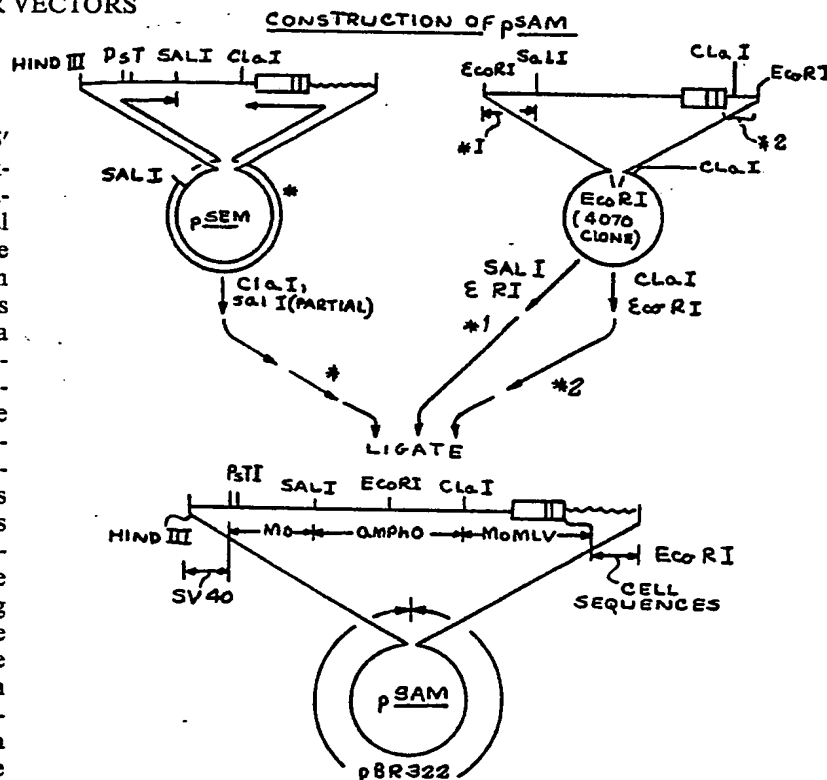 R VECTORS
CONSTRUCTION OF pSAM
HIND III
PST
SALI
CLaI
EcoRI
SalI
CLaI
EcoRI
*1
*2
SALI
*
pSEM
CLaI
EcoRI
(4070
CLONE)
ClaI,
SalI(PARTIAL)
SALI
E RI
CLaI
EcoRI
*1
*
*2
LIGATE
PSTI
SALI
EcoRI
CLaI
HIND III
Mo
ampho
MoMLV
EcoRI
SV40
CELL
SEQUENCES
pSAM
pBR322